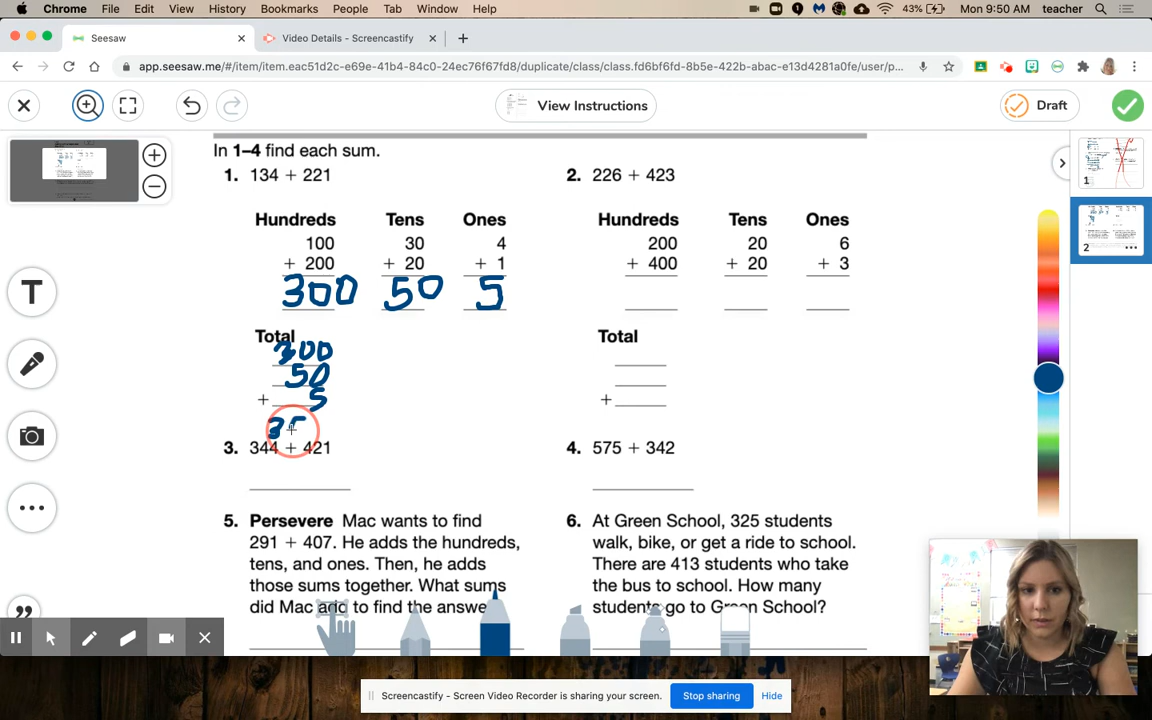 Chrome File Edit View History Bookmarks People Tab Window Help 43% Mon 9:50 AM teacher
Seesaw Video Details - Screencastify
app.seesaw.me/#/item/item.eac51d2c-e69e-41b4-84c0-24ec76f67fd8/duplicate/class/class.fd6bf6fd-8b5e-422b-abac-e13d4281a0fe/user/p...
View Instructions
Draft
In 1–4 find each sum.
1. 134 + 221
Hundreds Tens Ones
100 30 4
+ 200 + 20 + 1
300 50 5
Total
300
50
+ 5
35
2. 226 + 423
Hundreds Tens Ones
200 20 6
+ 400 + 20 + 3
Total
+
3. 344 + 421
4. 575 + 342
5. Persevere Mac wants to find
291 + 407. He adds the hundreds,
tens, and ones. Then, he adds
those sums together. What sums
did Mac add to find the answe
6. At Green School, 325 students
walk, bike, or get a ride to school.
There are 413 students who take
the bus to school. How many
students go to Green School?
T
1
2
Screencastify - Screen Video Recorder is sharing your screen. Stop sharing Hide